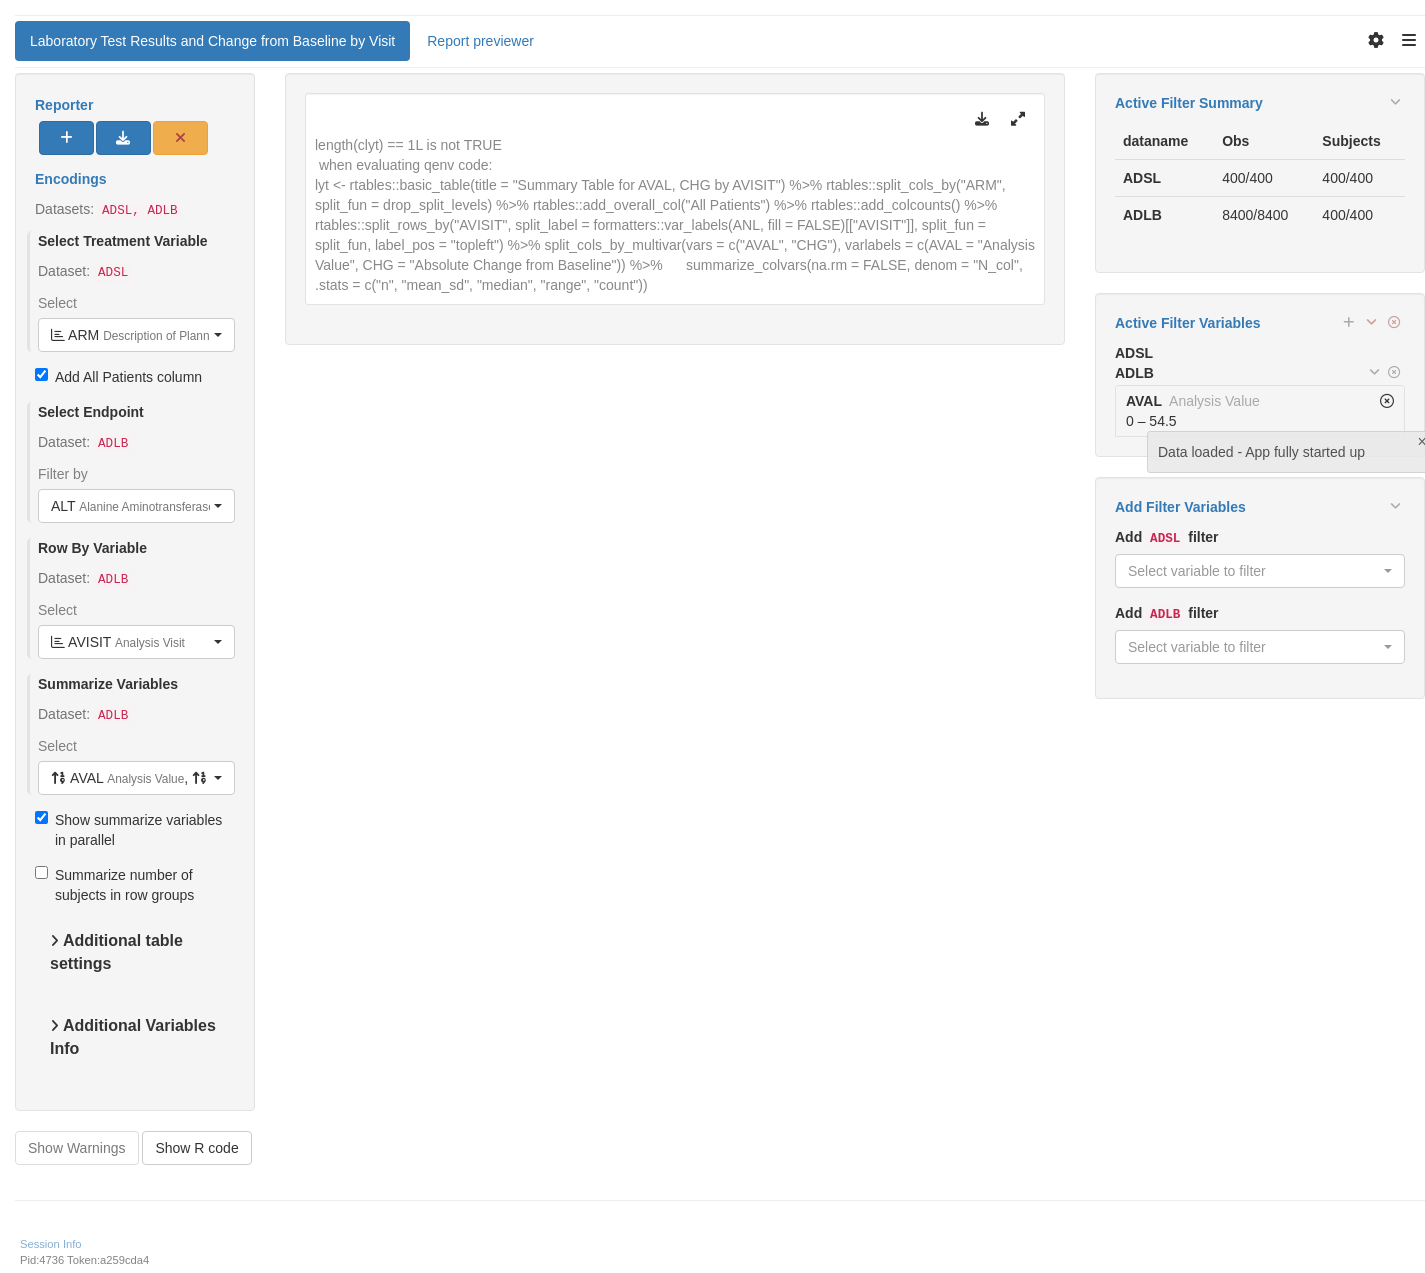 Laboratory Test Results and Change from Baseline by Visit
Report previewer
Reporter
Encodings
Datasets: ADSL, ADLB
Select Treatment Variable
Dataset: ADSL
Select
ARM Description of Plann
Add All Patients column
Select Endpoint
Dataset: ADLB
Filter by
ALT Alanine Aminotransferase
Row By Variable
Dataset: ADLB
Select
AVISIT Analysis Visit
Summarize Variables
Dataset: ADLB
Select
AVAL Analysis Value,
Show summarize variables
in parallel
Summarize number of
subjects in row groups
Additional table
settings
Additional Variables
Info
Show Warnings
Show R code
length(clyt) == 1L is not TRUE
when evaluating qenv code:
lyt <- rtables::basic_table(title = "Summary Table for AVAL, CHG by AVISIT") %>% rtables::split_cols_by("ARM",
split_fun = drop_split_levels) %>% rtables::add_overall_col("All Patients") %>% rtables::add_colcounts() %>%
rtables::split_rows_by("AVISIT", split_label = formatters::var_labels(ANL, fill = FALSE)[["AVISIT"]], split_fun =
split_fun, label_pos = "topleft") %>% split_cols_by_multivar(vars = c("AVAL", "CHG"), varlabels = c(AVAL = "Analysis
Value", CHG = "Absolute Change from Baseline")) %>% summarize_colvars(na.rm = FALSE, denom = "N_col",
.stats = c("n", "mean_sd", "median", "range", "count"))
Active Filter Summary
dataname Obs Subjects
ADSL 400/400 400/400
ADLB 8400/8400 400/400
Active Filter Variables
ADSL
ADLB
AVAL Analysis Value
0 – 54.5
Data loaded - App fully started up
×
Add Filter Variables
Add ADSL filter
Select variable to filter
Add ADLB filter
Select variable to filter
Session Info
Pid:4736 Token:a259cda4